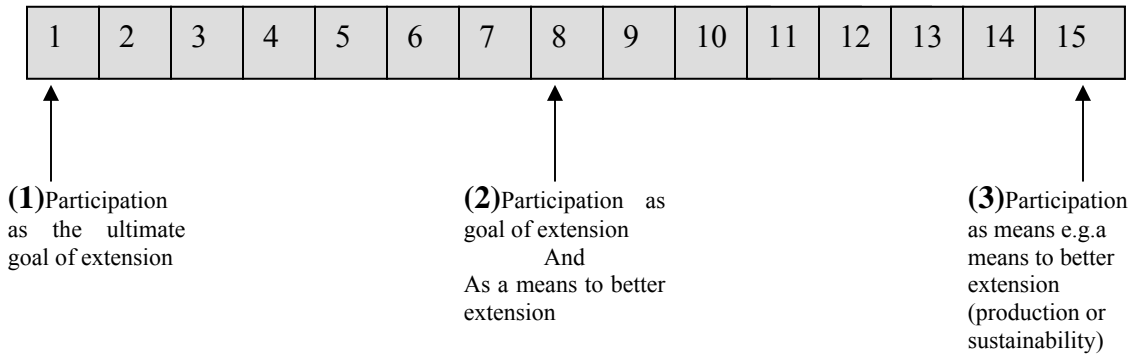 1 2 3 4 5 6 7 8 9 10 11 12 13 14 15
(1)Participation
as the ultimate
goal of extension
(2)Participation as
goal of extension
And
As a means to better
extension
(3)Participation
as means e.g.a
means to better
extension
(production or
sustainability)